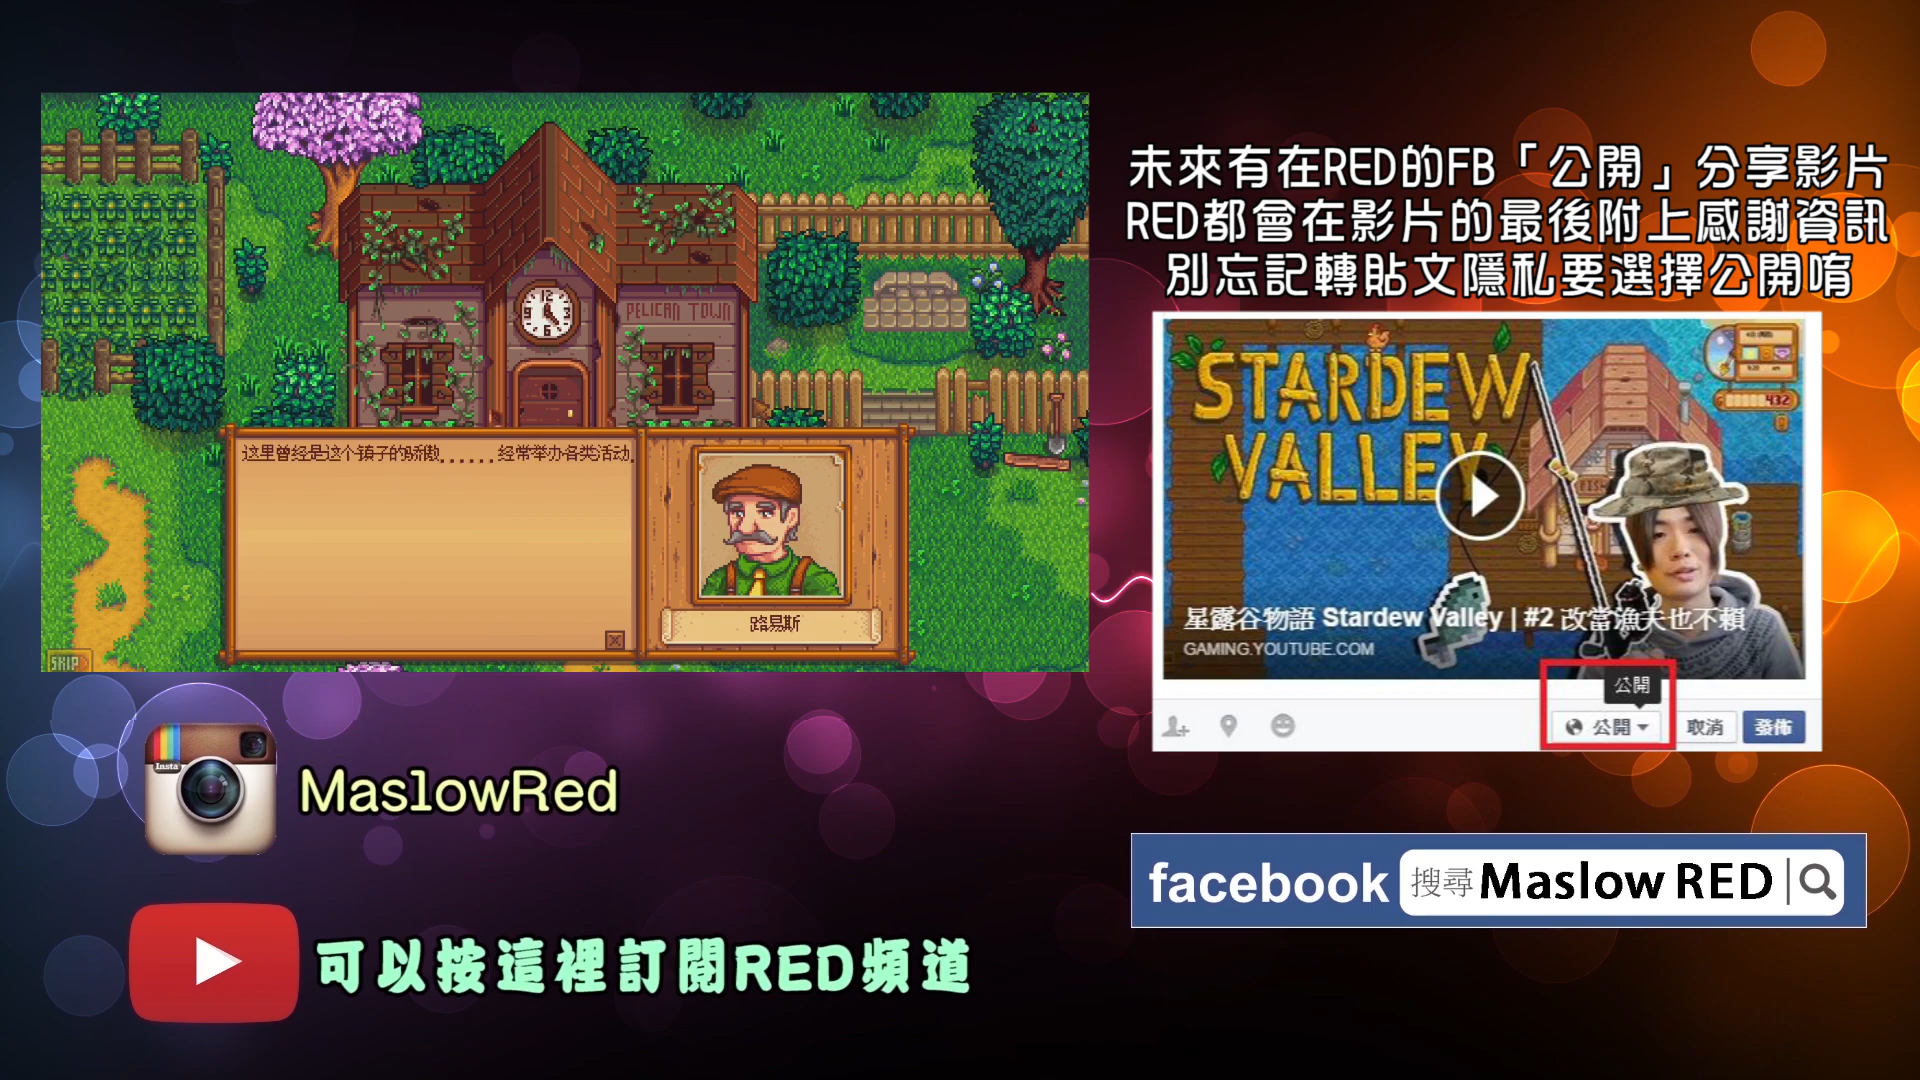 未來有在RED的FB「公開」分享影片
RED都會在影片的最後附上感謝資訊
別忘記轉貼文隱私要選擇公開唷
PELICAN TOWN
这里曾经是这个镇子的骄傲......经常举办各类活动.
路易斯
SKIP
STARDEW
VALLEY
432
FISH
星露谷物語 Stardew Valley | #2 改當漁夫也不賴
GAMING.YOUTUBE.COM
公開
公開
取消
發佈
Insta
MaslowRed
facebook 搜尋 Maslow RED
可以按這裡訂閱RED頻道